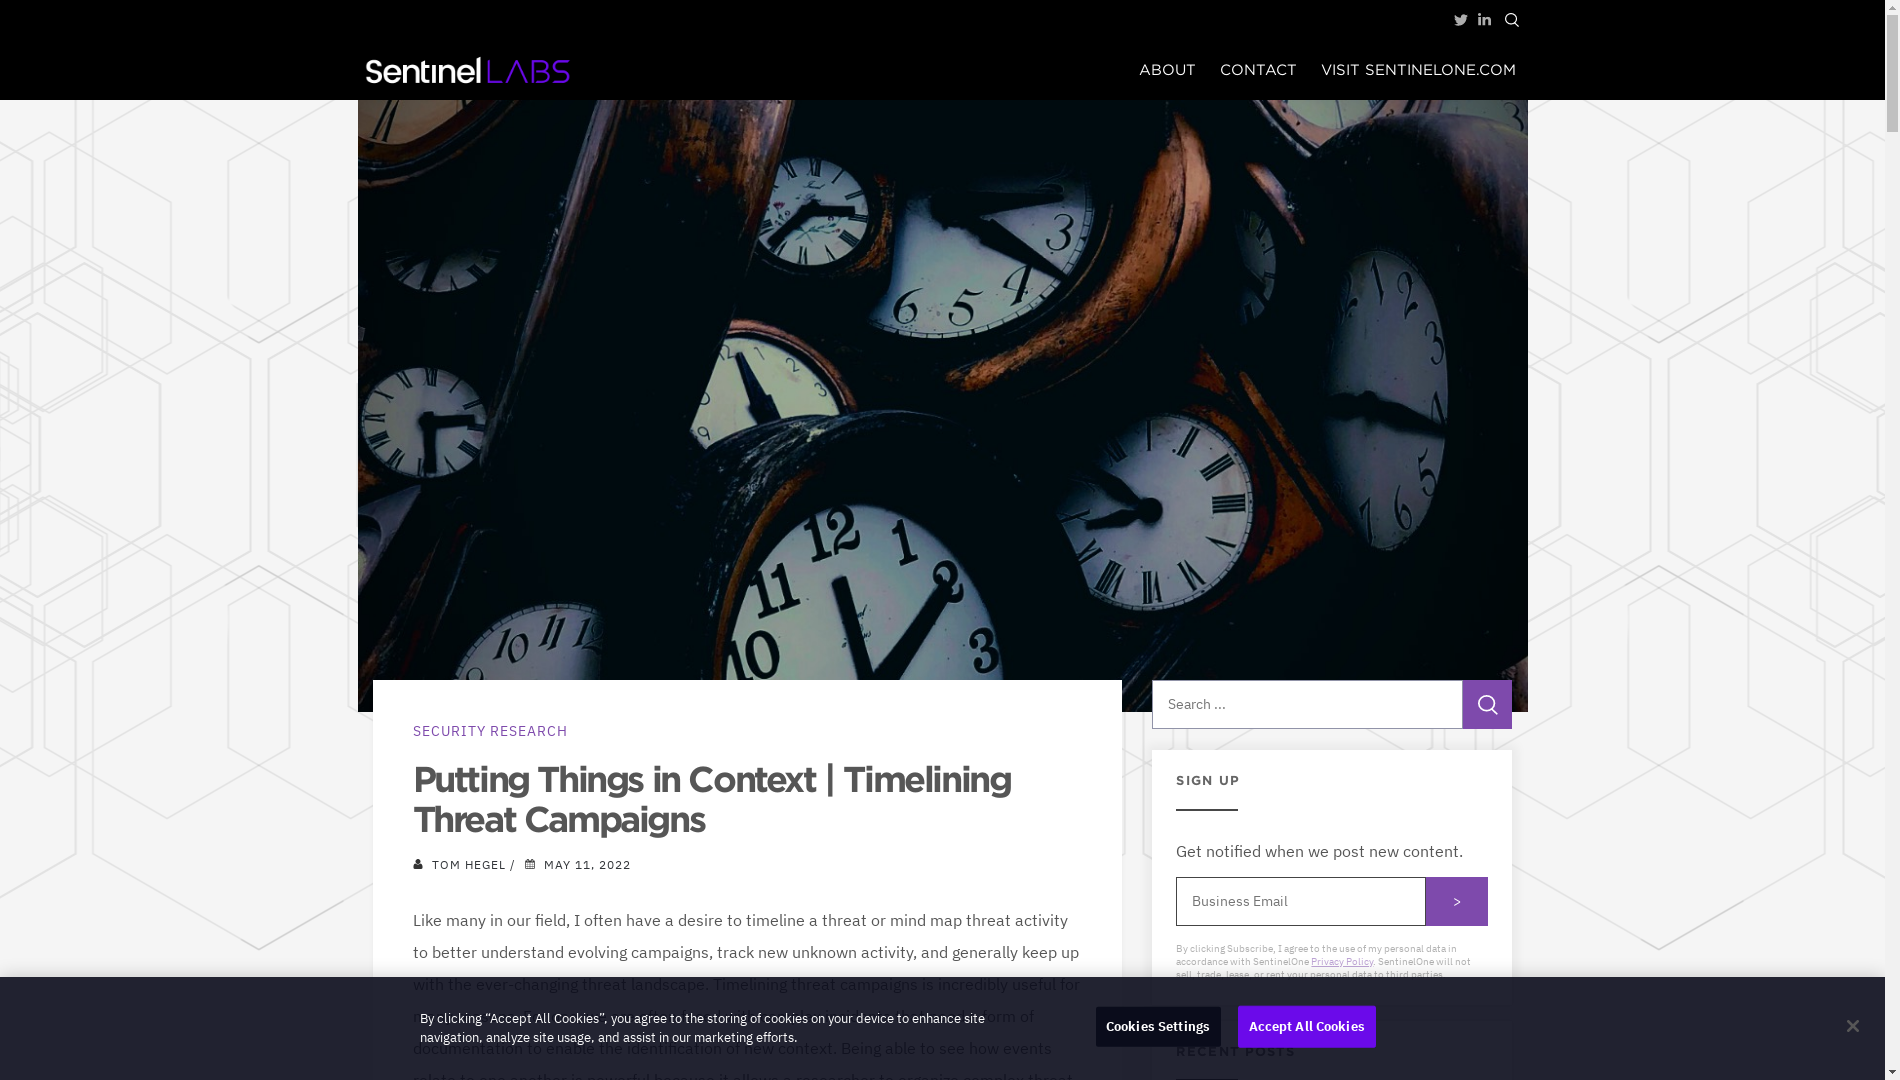 Sentinel LABS
ABOUT CONTACT VISIT SENTINELONE.COM
SECURITY RESEARCH
Putting Things in Context | Timelining
Threat Campaigns
TOM HEGEL / MAY 11, 2022
Like many in our field, I often have a desire to timeline a threat or mind map threat activity
to better understand evolving campaigns, track new unknown activity, and generally keep up
with the ever-changing threat landscape. Timelining threat campaigns is incredibly useful for
form of
documentation to enable the identification of new context. Being able to see how events
Search ...
SIGN UP
Get notified when we post new content.
Business Email >
By clicking Subscribe, I agree to the use of my personal data in
accordance with SentinelOne Privacy Policy. SentinelOne will not
sell, trade, lease, or rent your personal data to third parties.
RECENT POSTS
By clicking “Accept All Cookies”, you agree to the storing of cookies on your device to enhance site
navigation, analyze site usage, and assist in our marketing efforts.
Cookies Settings
Accept All Cookies